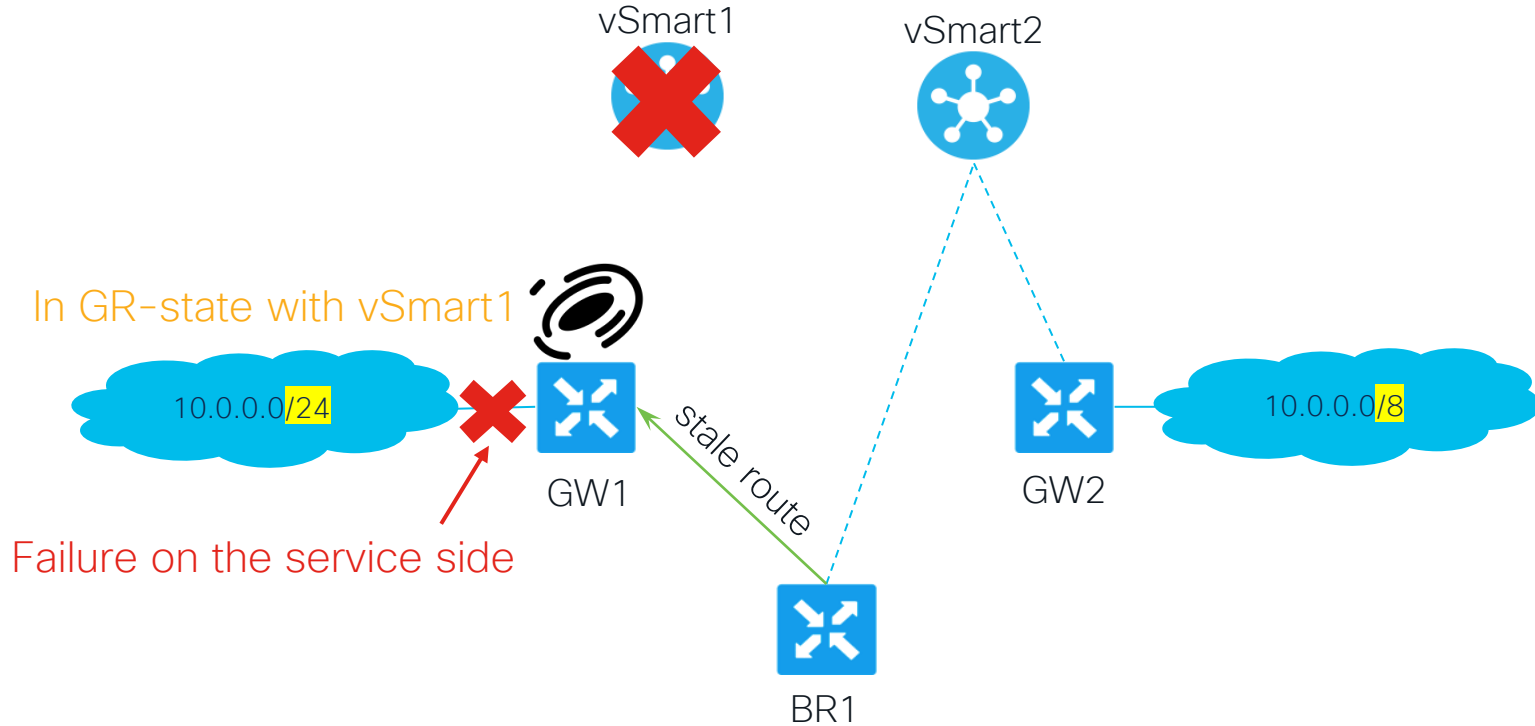 vSmart1
vSmart2
In GR-state with vSmart1
10.0.0.0/24
10.0.0.0/8
stale route
GW1
GW2
Failure on the service side
BR1